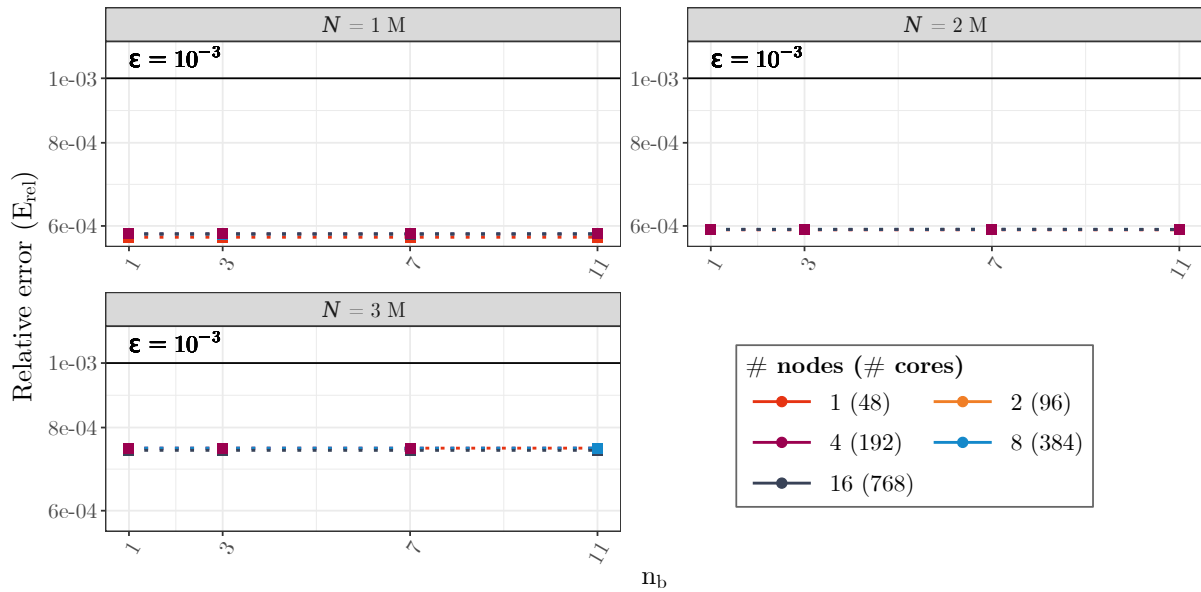 N = 1 M
N = 2 M
ε = 10⁻³
ε = 10⁻³
1e-03
8e-04
6e-04
1e-03
8e-04
6e-04
1
3
7
11
1
3
7
11
Relative error (E_rel)
N = 3 M
ε = 10⁻³
1e-03
8e-04
6e-04
1
3
7
11
n_b
# nodes (# cores)
1 (48)
2 (96)
4 (192)
8 (384)
16 (768)